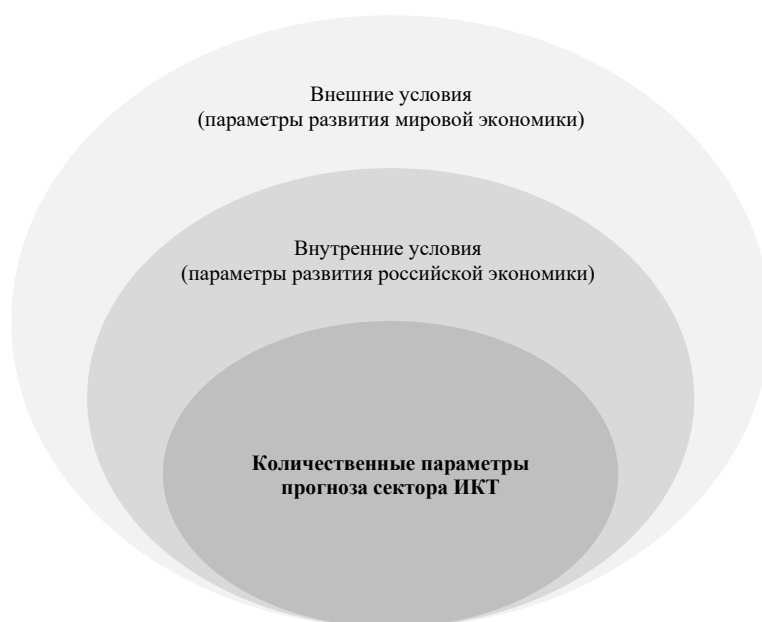 Внешние условия
(параметры развития мировой экономики)
Внутренние условия
(параметры развития российской экономики)
Количественные параметры
прогноза сектора ИКТ